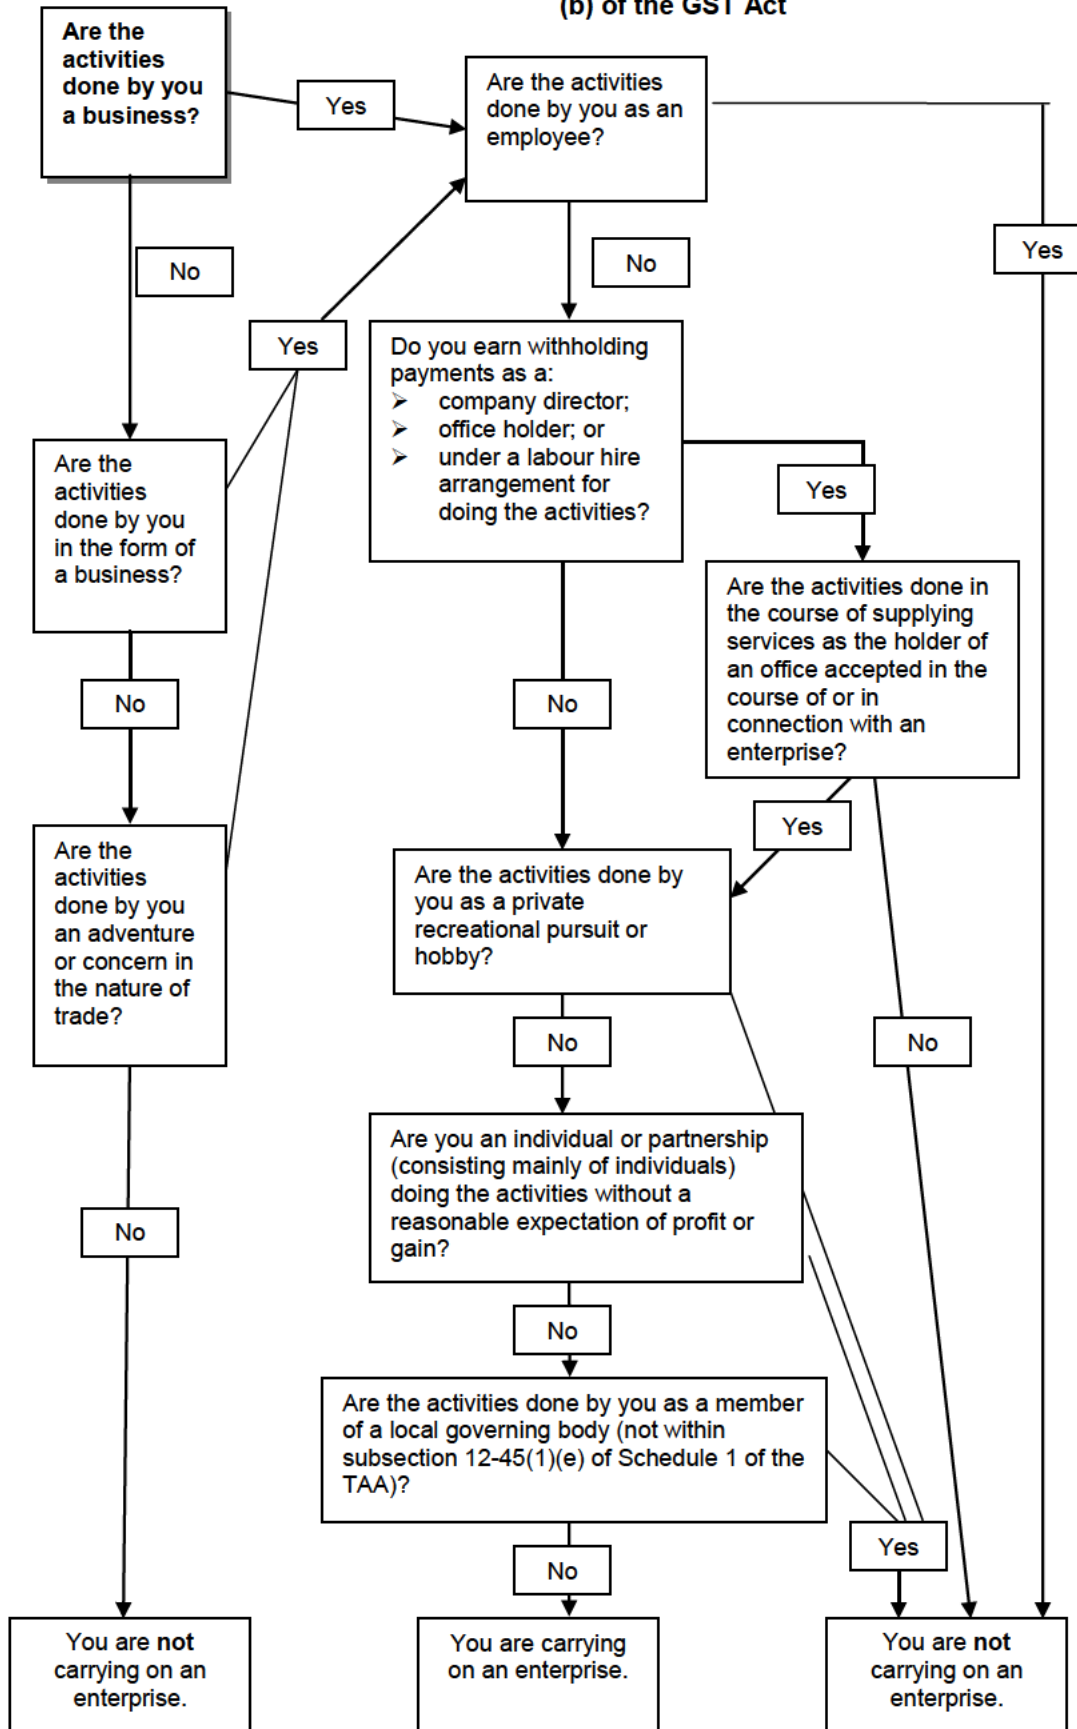 (b) of the GST Act
Are the
activities
done by you
a business?
Yes
Are the activities
done by you as an
employee?
Yes
No
No
Yes
Do you earn withholding
payments as a:
➢ company director;
➢ office holder; or
➢ under a labour hire
arrangement for
doing the activities?
Are the
activities
done by you
in the form of
a business?
Yes
Are the activities done in
the course of supplying
services as the holder of
an office accepted in the
course of or in
connection with an
enterprise?
No
No
Yes
Are the
activities
done by you
an adventure
or concern in
the nature of
trade?
Are the activities done by
you as a private
recreational pursuit or
hobby?
No
No
Are you an individual or partnership
(consisting mainly of individuals)
doing the activities without a
reasonable expectation of profit or
gain?
No
No
Are the activities done by you as a member
of a local governing body (not within
subsection 12-45(1)(e) of Schedule 1 of the
TAA)?
Yes
No
You are not
carrying on an
enterprise.
You are carrying
on an enterprise.
You are not
carrying on an
enterprise.